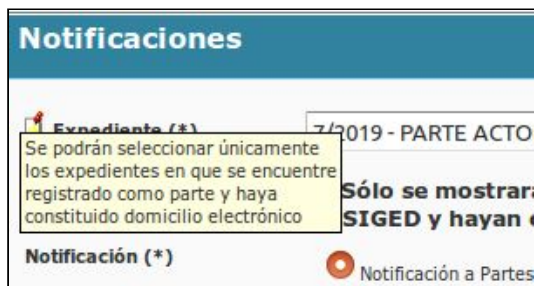 Notificaciones
Expediente (*)
7/2019 - PARTE ACTO
Se podrán seleccionar únicamente
los expedientes en que se encuentre
registrado como parte y haya
constituido domicilio electrónico
Sólo se mostrar
SIGED y hayan
Notificación (*)
Notificación a Partes